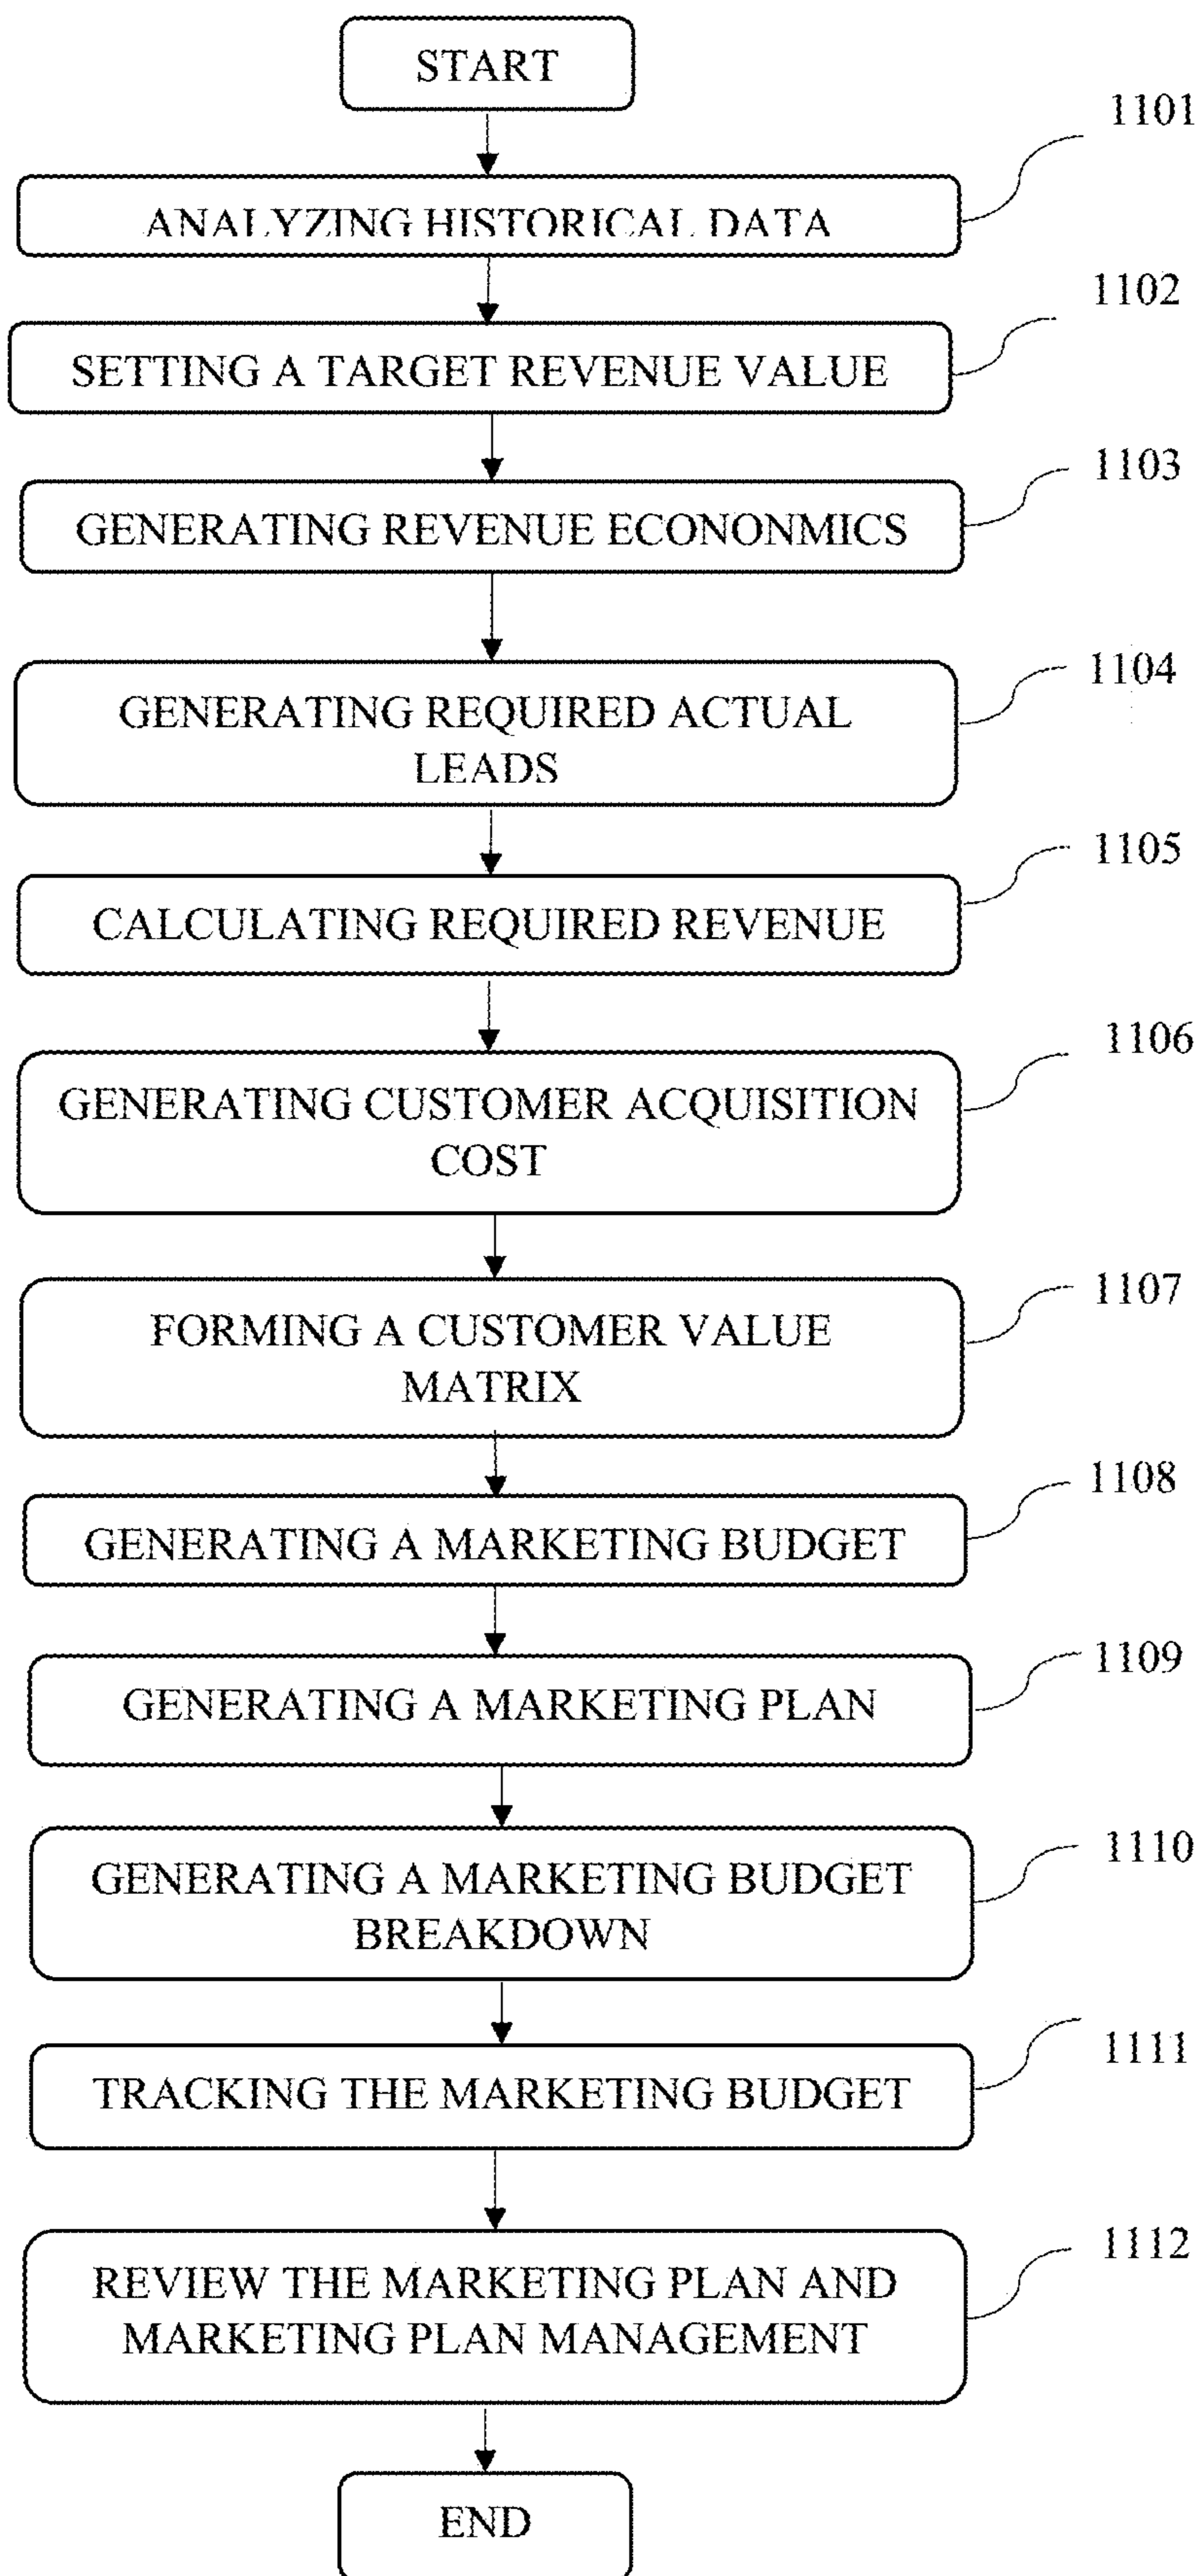 START
1101
ANALYZING HISTORICAL DATA
1102
SETTING A TARGET REVENUE VALUE
1103
GENERATING REVENUE ECONONMICS
1104
GENERATING REQUIRED ACTUAL
LEADS
1105
CALCULATING REQUIRED REVENUE
1106
GENERATING CUSTOMER ACQUISITION
COST
1107
FORMING A CUSTOMER VALUE
MATRIX
1108
GENERATING A MARKETING BUDGET
1109
GENERATING A MARKETING PLAN
1110
GENERATING A MARKETING BUDGET
BREAKDOWN
1111
TRACKING THE MARKETING BUDGET
1112
REVIEW THE MARKETING PLAN AND
MARKETING PLAN MANAGEMENT
END